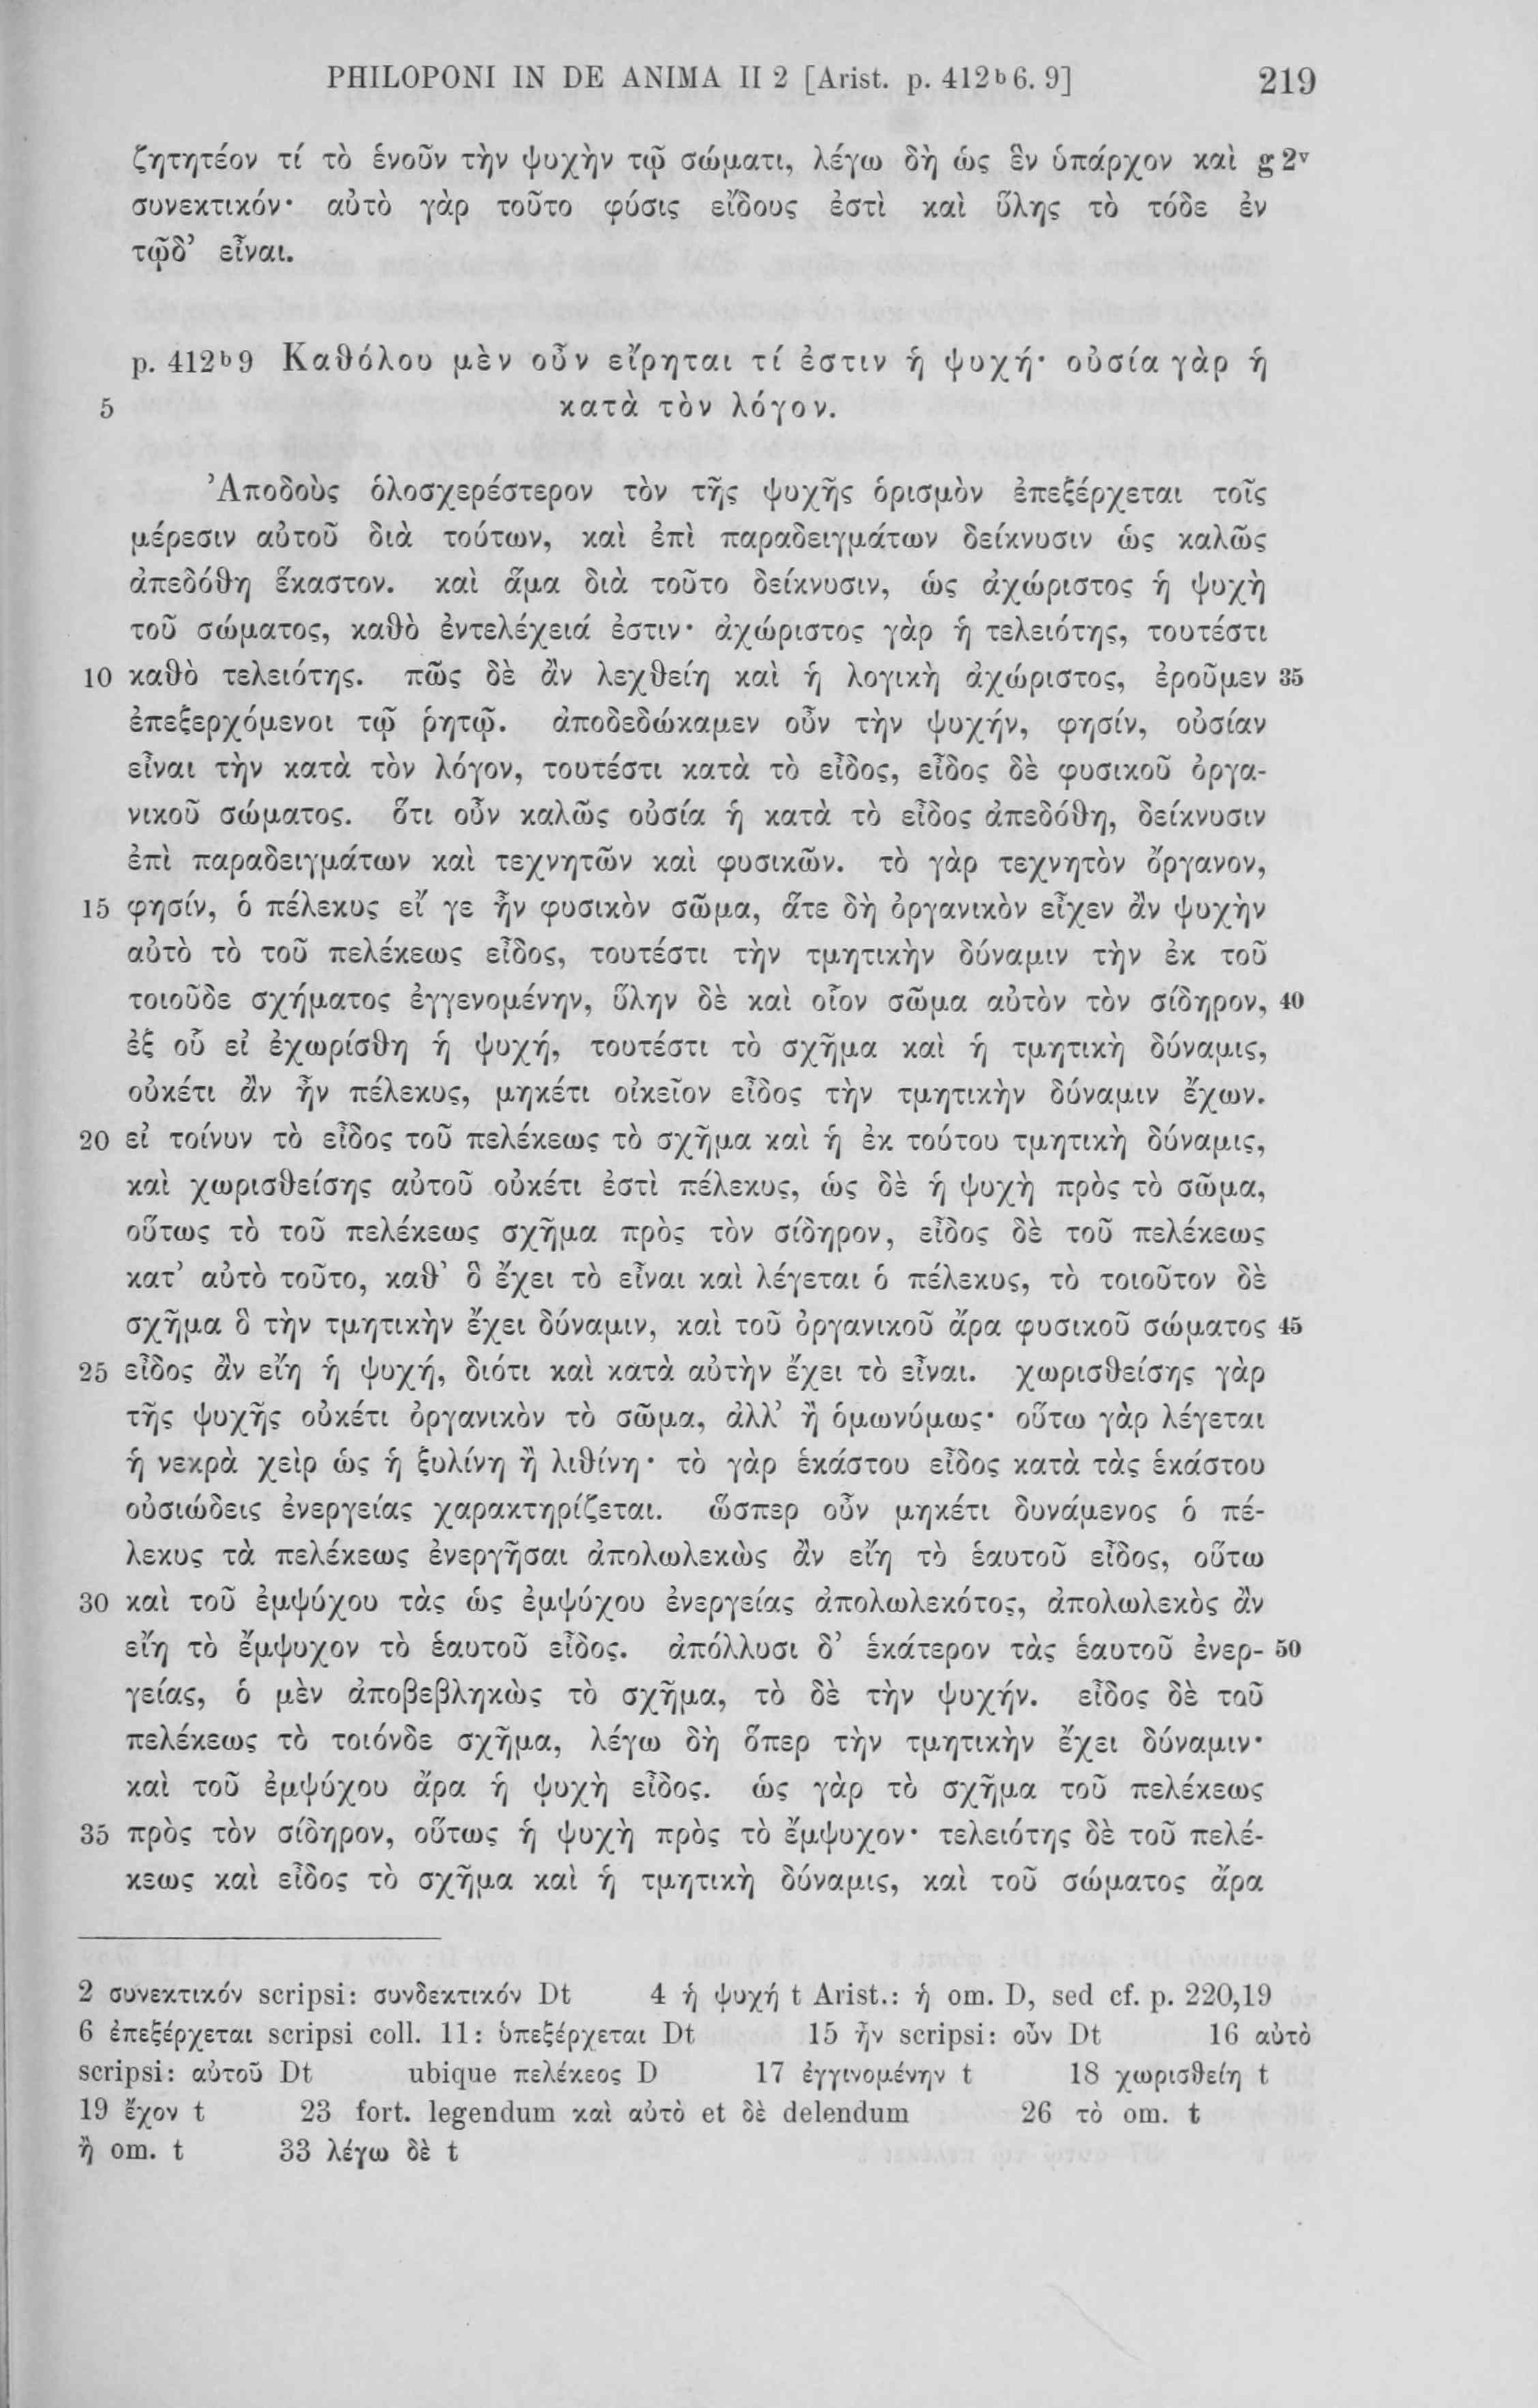 PHILOPONI IN DE ANIMA II 2 [Arist. p. 412ᵇ6. 9] 219
ζητητέον τί τὸ ἑνοῦν τὴν ψυχὴν τῷ σώματι, λέγω δὴ ὡς ἓν ὑπάρχον καὶ g 2ᵛ
συνεκτικόν· αὐτὸ γὰρ τοῦτο φύσις εἴδους ἐστὶ καὶ ὕλης τὸ τόδε ἐν
τῷδ’ εἶναι.
p. 412ᵇ9 Καθόλου μὲν οὖν εἴρηται τί ἐστιν ἡ ψυχή· οὐσία γὰρ ἡ
5 κατὰ τὸν λόγον.
Ἀποδοὺς ὁλοσχερέστερον τὸν τῆς ψυχῆς ὁρισμὸν ἐπεξέρχεται τοῖς
μέρεσιν αὐτοῦ διὰ τούτων, καὶ ἐπὶ παραδειγμάτων δείκνυσιν ὡς καλῶς
ἀπεδόθη ἕκαστον. καὶ ἅμα διὰ τοῦτο δείκνυσιν, ὡς ἀχώριστος ἡ ψυχὴ
τοῦ σώματος, καθὸ ἐντελέχειά ἐστιν· ἀχώριστος γὰρ ἡ τελειότης, τουτέστι
10 καθὸ τελειότης. πῶς δὲ ἂν λεχθείη καὶ ἡ λογικὴ ἀχώριστος, ἐροῦμεν 35
ἐπεξερχόμενοι τῷ ῥητῷ. ἀποδεδώκαμεν οὖν τὴν ψυχήν, φησίν, οὐσίαν
εἶναι τὴν κατὰ τὸν λόγον, τουτέστι κατὰ τὸ εἶδος, εἶδος δὲ φυσικοῦ ὀργα-
νικοῦ σώματος. ὅτι οὖν καλῶς οὐσία ἡ κατὰ τὸ εἶδος ἀπεδόθη, δείκνυσιν
ἐπὶ παραδειγμάτων καὶ τεχνητῶν καὶ φυσικῶν. τὸ γὰρ τεχνητὸν ὄργανον,
15 φησίν, ὁ πέλεκυς εἴ γε ἦν φυσικὸν σῶμα, ἅτε δὴ ὀργανικὸν εἶχεν ἂν ψυχὴν
αὐτὸ τὸ τοῦ πελέκεως εἶδος, τουτέστι τὴν τμητικὴν δύναμιν τὴν ἐκ τοῦ
τοιοῦδε σχήματος ἐγγενομένην, ὕλην δὲ καὶ οἷον σῶμα αὐτὸν τὸν σίδηρον, 40
ἐξ οὗ εἰ ἐχωρίσθη ἡ ψυχή, τουτέστι τὸ σχῆμα καὶ ἡ τμητικὴ δύναμις,
οὐκέτι ἂν ἦν πέλεκυς, μηκέτι οἰκεῖον εἶδος τὴν τμητικὴν δύναμιν ἔχων.
20 εἰ τοίνυν τὸ εἶδος τοῦ πελέκεως τὸ σχῆμα καὶ ἡ ἐκ τούτου τμητικὴ δύναμις,
καὶ χωρισθείσης αὐτοῦ οὐκέτι ἐστὶ πέλεκυς, ὡς δὲ ἡ ψυχὴ πρὸς τὸ σῶμα,
οὕτως τὸ τοῦ πελέκεως σχῆμα πρὸς τὸν σίδηρον, εἶδος δὲ τοῦ πελέκεως
κατ’ αὐτὸ τοῦτο, καθ’ ὃ ἔχει τὸ εἶναι καὶ λέγεται ὁ πέλεκυς, τὸ τοιοῦτον δὲ
σχῆμα ὃ τὴν τμητικὴν ἔχει δύναμιν, καὶ τοῦ ὀργανικοῦ ἄρα φυσικοῦ σώματος 45
25 εἶδος ἂν εἴη ἡ ψυχή, διότι καὶ κατὰ αὐτὴν ἔχει τὸ εἶναι. χωρισθείσης γὰρ
τῆς ψυχῆς οὐκέτι ὀργανικὸν τὸ σῶμα, ἀλλ’ ἢ ὁμωνύμως· οὕτω γὰρ λέγεται
ἡ νεκρὰ χεὶρ ὡς ἡ ξυλίνη ἢ λιθίνη· τὸ γὰρ ἑκάστου εἶδος κατὰ τὰς ἑκάστου
οὐσιώδεις ἐνεργείας χαρακτηρίζεται. ὥσπερ οὖν μηκέτι δυνάμενος ὁ πέ-
λεκυς τὰ πελέκεως ἐνεργῆσαι ἀπολωλεκὼς ἂν εἴη τὸ ἑαυτοῦ εἶδος, οὕτω
30 καὶ τοῦ ἐμψύχου τὰς ὡς ἐμψύχου ἐνεργείας ἀπολωλεκότος, ἀπολωλεκὸς ἂν
εἴη τὸ ἔμψυχον τὸ ἑαυτοῦ εἶδος. ἀπόλλυσι δ’ ἑκάτερον τὰς ἑαυτοῦ ἐνερ- 50
γείας, ὁ μὲν ἀποβεβληκὼς τὸ σχῆμα, τὸ δὲ τὴν ψυχήν. εἶδος δὲ τοῦ
πελέκεως τὸ τοιόνδε σχῆμα, λέγω δὴ ὅπερ τὴν τμητικὴν ἔχει δύναμιν·
καὶ τοῦ ἐμψύχου ἄρα ἡ ψυχὴ εἶδος. ὡς γὰρ τὸ σχῆμα τοῦ πελέκεως
35 πρὸς τὸν σίδηρον, οὕτως ἡ ψυχὴ πρὸς τὸ ἔμψυχον· τελειότης δὲ τοῦ πελέ-
κεως καὶ εἶδος τὸ σχῆμα καὶ ἡ τμητικὴ δύναμις, καὶ τοῦ σώματος ἄρα
2 συνεκτικόν scripsi: συνδεκτικόν Dt 4 ἡ ψυχή t Arist.: ἡ om. D, sed cf. p. 220,19
6 ἐπεξέρχεται scripsi coll. 11: ὑπεξέρχεται Dt 15 ἦν scripsi: οὖν Dt 16 αὐτὸ
scripsi: αὐτοῦ Dt ubique πελέκεος D 17 ἐγγινομένην t 18 χωρισθείη t
19 ἔχον t 23 fort. legendum καὶ αὐτὸ et δὲ delendum 26 τὸ om. t
ἢ om. t 33 λέγω δὲ t